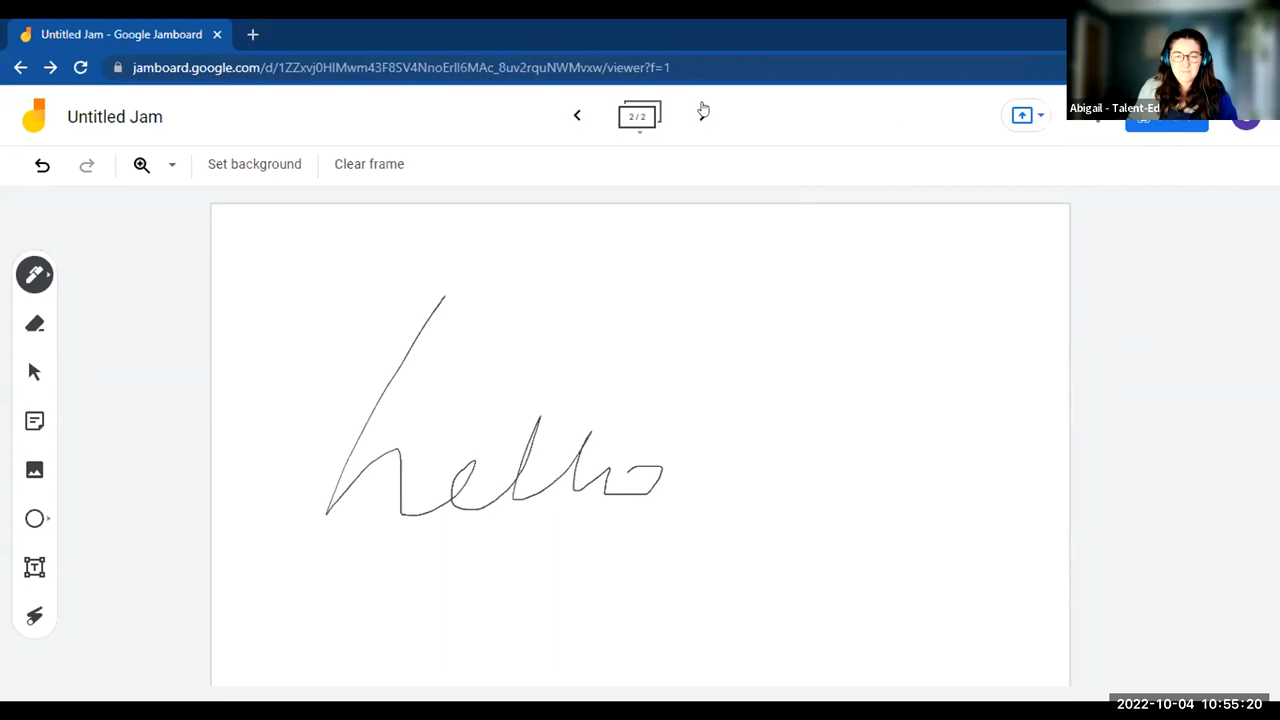 Untitled Jam - Google Jamboard
jamboard.google.com/d/1ZZxvj0HIMwm43F8SV4NnoErIl6MAc_8uv2rquNWMvxw/viewer?f=1
Abigail - Talent-Ed
Untitled Jam
2 / 2
Set background
Clear frame
hello
2022-10-04 10:55:20